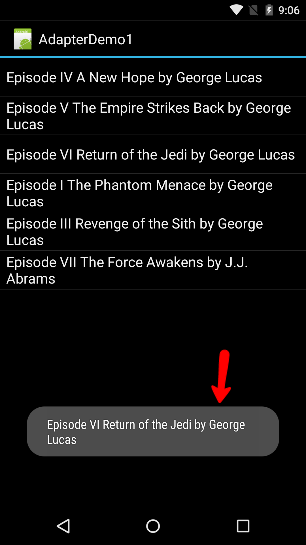 9:06
AdapterDemo1
Episode IV A New Hope by George Lucas
Episode V The Empire Strikes Back by George
Lucas
Episode VI Return of the Jedi by George Lucas
Episode I The Phantom Menace by George
Lucas
Episode III Revenge of the Sith by George
Lucas
Episode VII The Force Awakens by J.J.
Abrams
Episode VI Return of the Jedi by George
Lucas